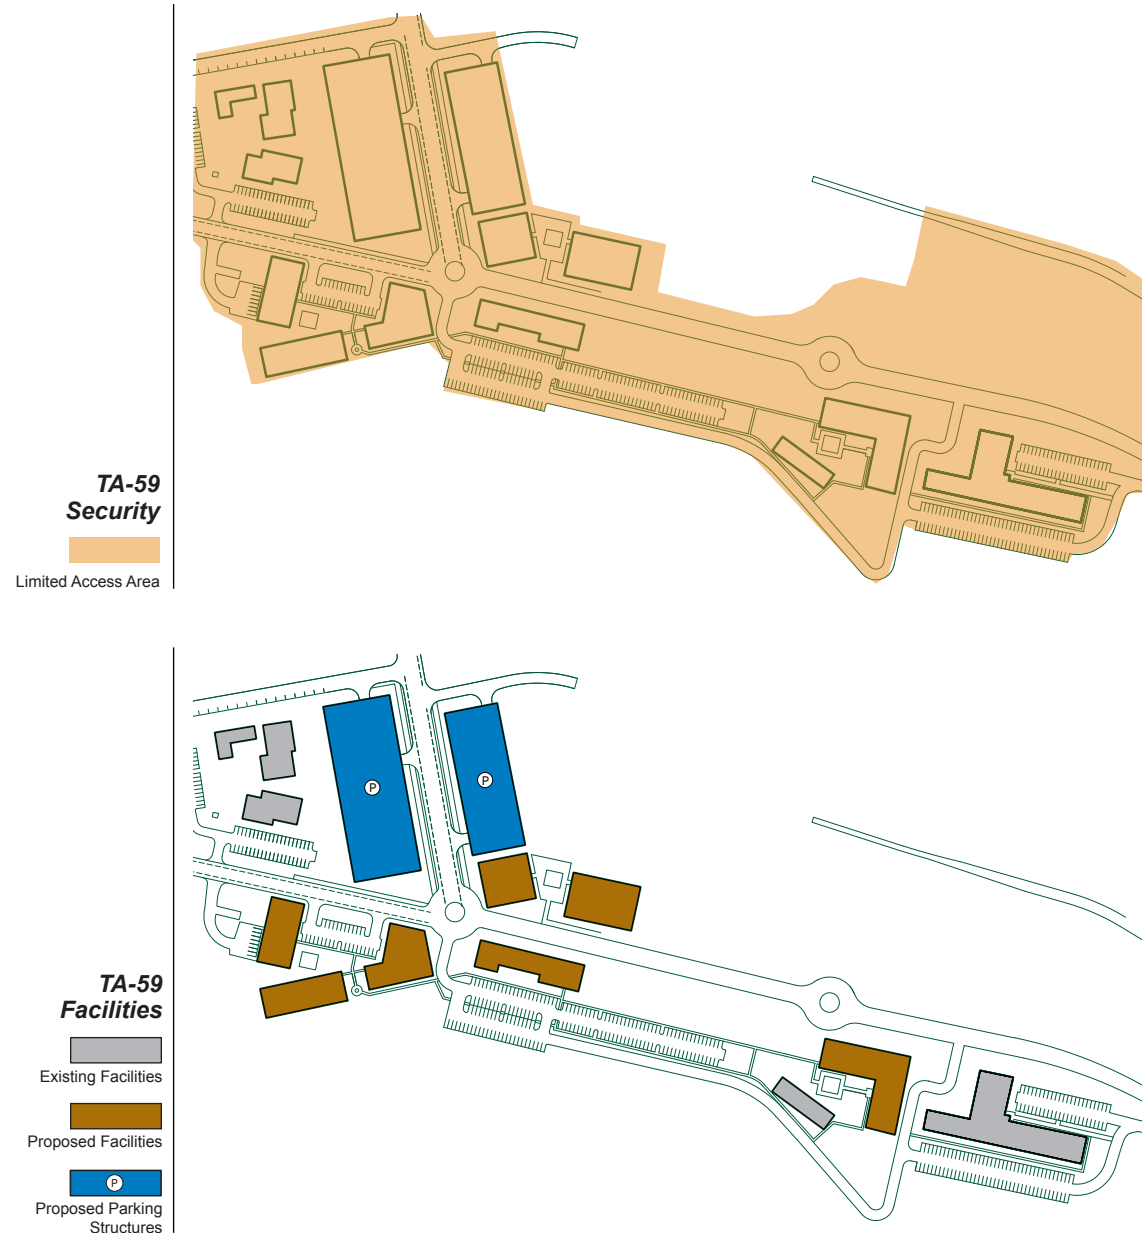 TA-59
Security
Limited Access Area
P
P
TA-59
Facilities
Existing Facilities
Proposed Facilities
P
Proposed Parking
Structures